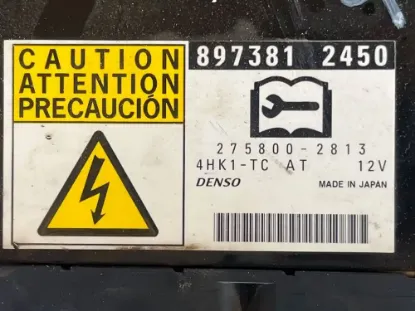 CAUTION
ATTENTION
PRECAUCIÓN
897381 2450
275800-2813
4HK1-TC AT 12V
DENSO MADE IN JAPAN